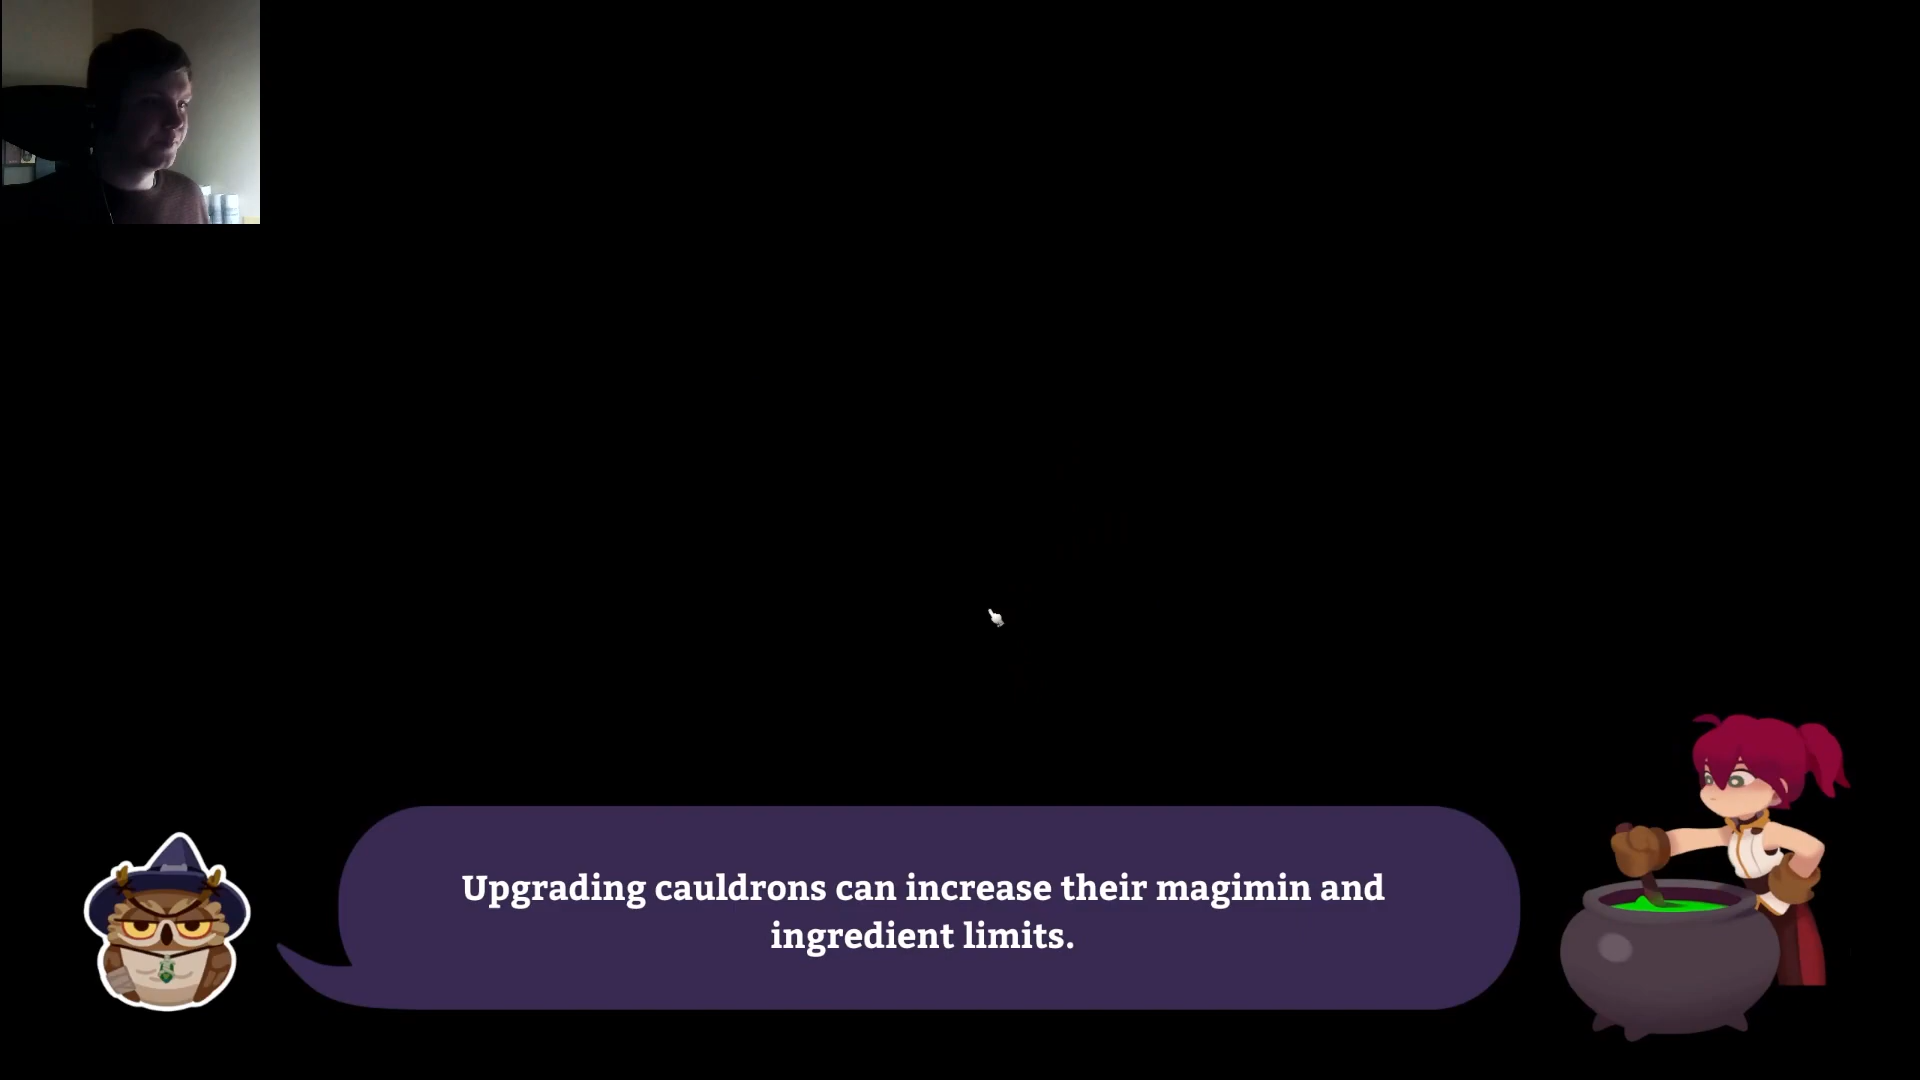 Upgrading cauldrons can increase their magimin and
ingredient limits.